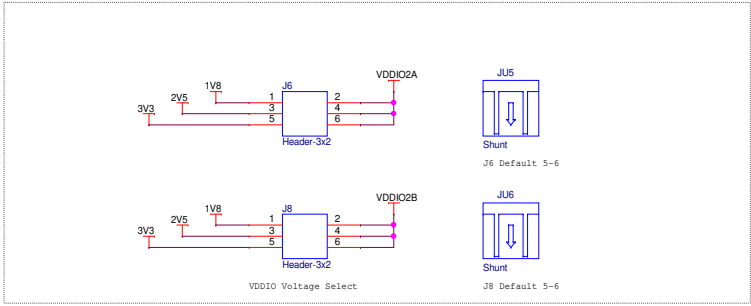 J6
JU5
VDDIO2A
1V8
2V5
3V3
1
2
3
4
5
6
Header-3x2
Shunt
J6 Default 5-6
J8
JU6
VDDIO2B
1V8
2V5
3V3
1
2
3
4
5
6
Header-3x2
Shunt
VDDIO Voltage Select
J8 Default 5-6